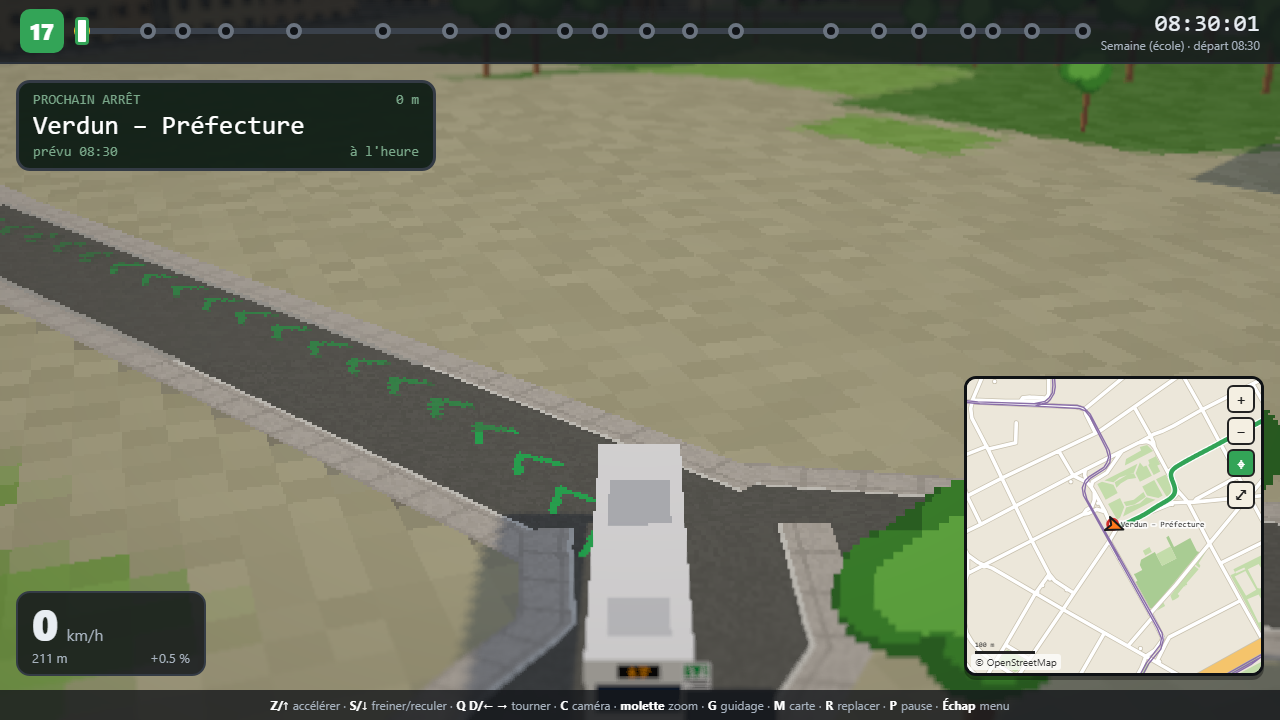 17
08:30:01
Semaine (école) · départ 08:30
PROCHAIN ARRÊT
0 m
Verdun – Préfecture
prévu 08:30
à l'heure
+
−
Verdun – Préfecture
100 m
© OpenStreetMap
0 km/h
211 m
+0.5 %
Z/↑ accélérer · S/↓ freiner/reculer · Q D/← → tourner · C caméra · molette zoom · G guidage · M carte · R replacer · P pause · Échap menu